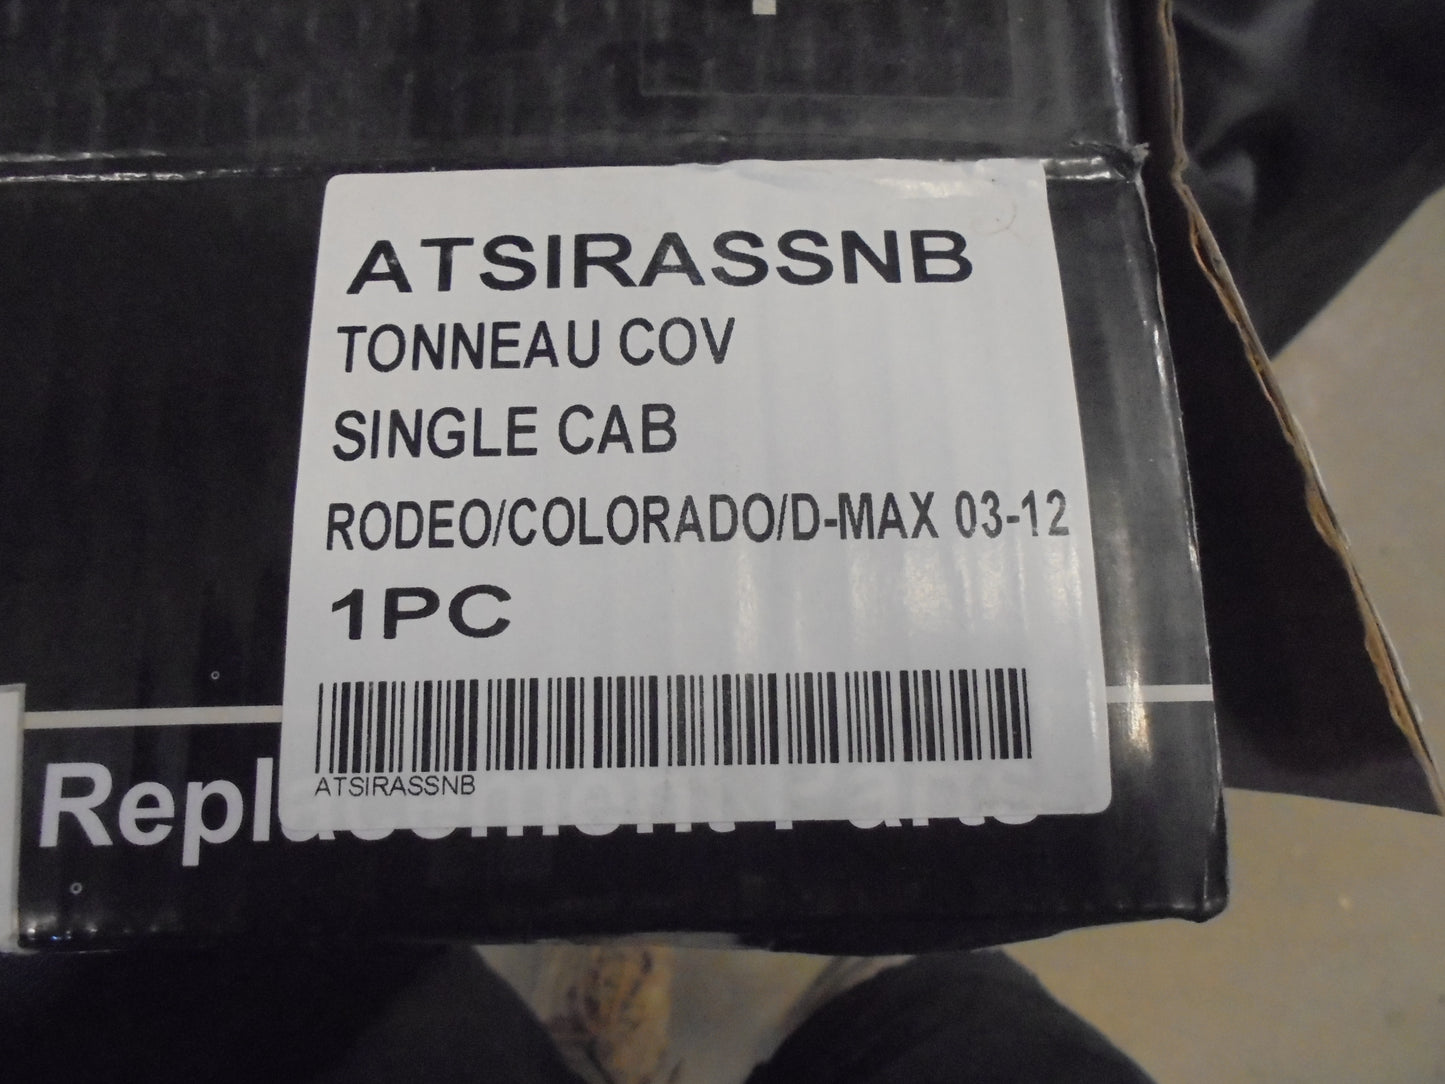 ATSIRASSNB
TONNEAU COV
SINGLE CAB
RODEO/COLORADO/D-MAX 03-12
1PC
ATSIRASSNB
Replacement Parts